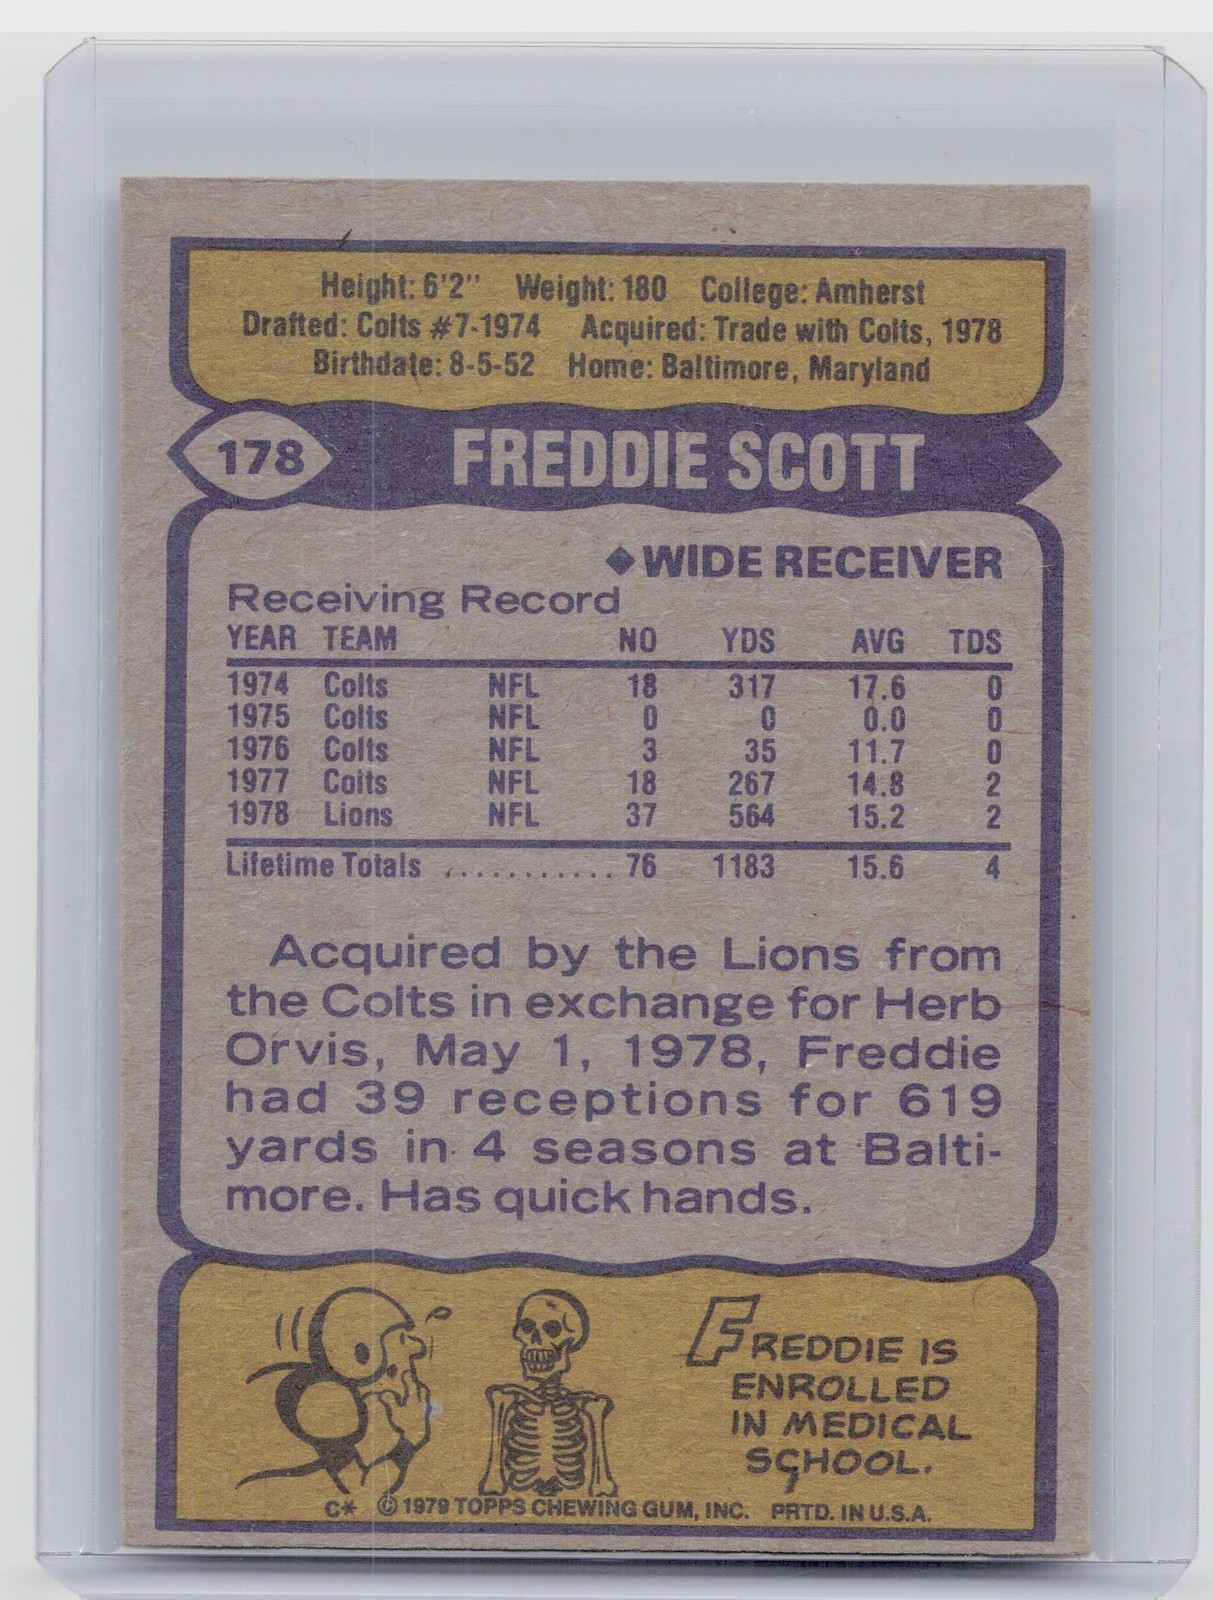 Height: 6'2" Weight: 180 College: Amherst
Drafted: Colts #7-1974 Acquired: Trade with Colts, 1978
Birthdate: 8-5-52 Home: Baltimore, Maryland
178 FREDDIE SCOTT
◆WIDE RECEIVER
Receiving Record
YEAR TEAM NO YDS AVG TDS
1974 Colts NFL 18 317 17.6 0
1975 Colts NFL 0 0 0.0 0
1976 Colts NFL 3 35 11.7 0
1977 Colts NFL 18 267 14.8 2
1978 Lions NFL 37 564 15.2 2
Lifetime Totals ............ 76 1183 15.6 4
Acquired by the Lions from
the Colts in exchange for Herb
Orvis, May 1, 1978, Freddie
had 39 receptions for 619
yards in 4 seasons at Balti-
more. Has quick hands.
FREDDIE IS
ENROLLED
IN MEDICAL
SCHOOL.
C* © 1979 TOPPS CHEWING GUM, INC. PRTD. IN U.S.A.